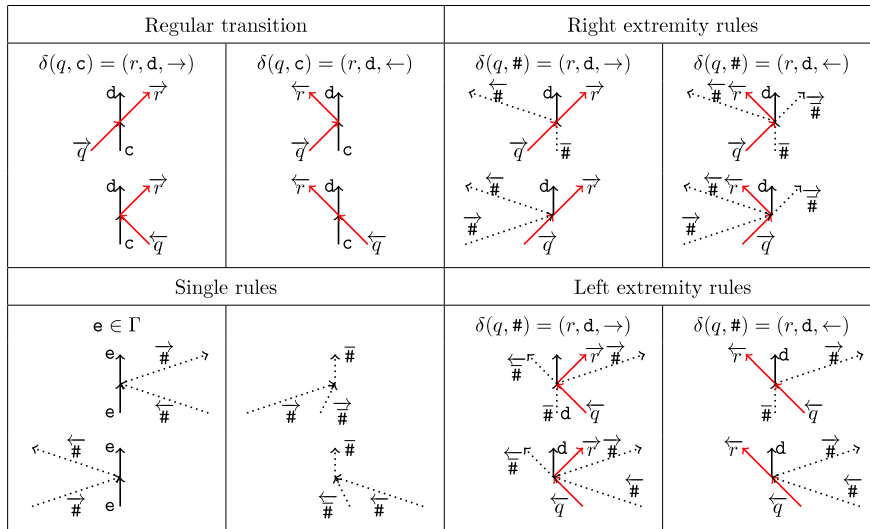 Regular transition
Right extremity rules
δ(q, c) = (r, d, →)
δ(q, c) = (r, d, ←)
δ(q, #) = (r, d, →)
δ(q, #) = (r, d, ←)
d r→
r← d
#← d r→
#← r← d #̅→
q→ c
q→ c
q→ #̅
q→ #̅
d r→
r← d
#← d r→
#← r← d #̅→
#→
#→
c q←
c q←
q→
q→
Single rules
Left extremity rules
e ∈ Γ
δ(q, #) = (r, d, →)
δ(q, #) = (r, d, ←)
e #→
#̅
#̅← r→ #→
r← d #→
e #←
#→ #̅→
#̅ d q←
#̅ q←
#← e
#̅
#̅← d r→ #→
r← d #→
#→ e
#̅← #←
q← #←
q← #←